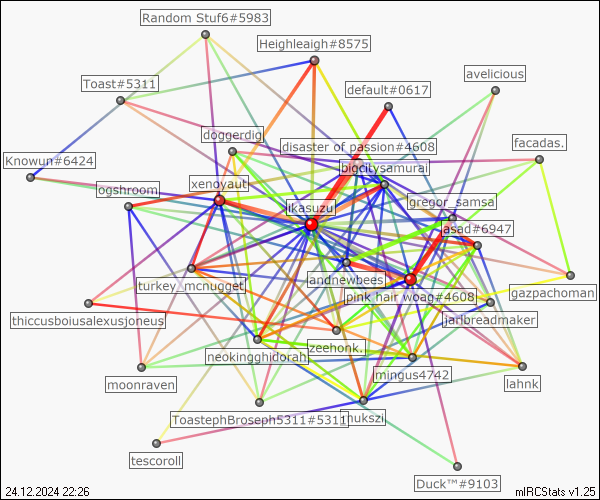 Random Stuf6#5983
Heighleaigh#8575
avelicious
Toast#5311
default#0617
doggerdig
disaster of passion#4608
facadas.
Knowun#6424
bigcitysamurai
xenoyaut
ogshroom
gregor_samsa
likasuzu
asad#6947
turkey_mcnugget
andnewbees
gazpachoman
pink hair woag#4608
thiccusboiusalexusjoneus
jailbreadmaker
zeehonk.
neokingghidorah
mingus4742
moonraven
lahnk
ToastephBroseph5311#5311
nukszi
tescoroll
Duck™#9103
24.12.2024 22:26
mIRCStats v1.25